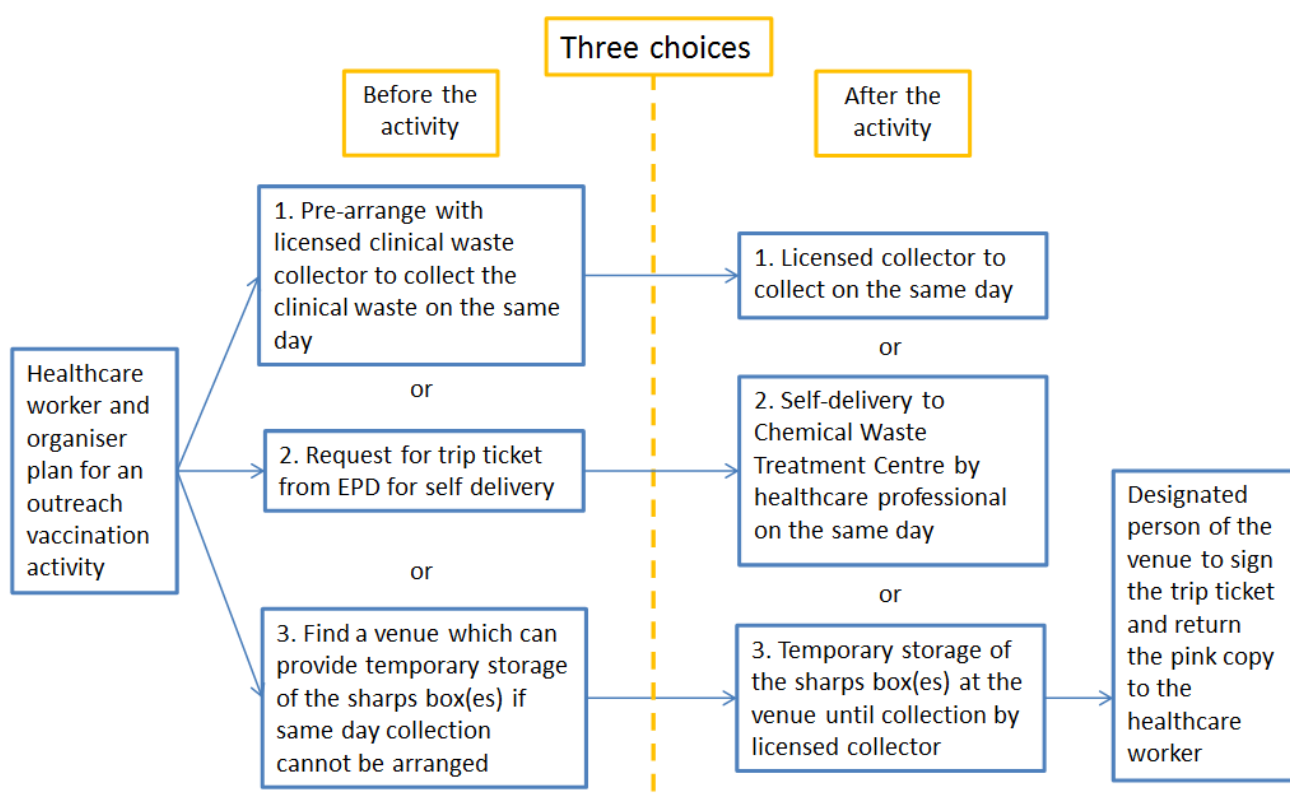 Three choices
Before the
activity
After the
activity
Healthcare
worker and
organiser
plan for an
outreach
vaccination
activity
1. Pre-arrange with
licensed clinical waste
collector to collect the
clinical waste on the same
day
or
2. Request for trip ticket
from EPD for self delivery
or
3. Find a venue which can
provide temporary storage
of the sharps box(es) if
same day collection
cannot be arranged
1. Licensed collector to
collect on the same day
or
2. Self-delivery to
Chemical Waste
Treatment Centre by
healthcare professional
on the same day
or
3. Temporary storage of
the sharps box(es) at the
venue until collection by
licensed collector
Designated
person of the
venue to sign
the trip ticket
and return
the pink copy
to the
healthcare
worker